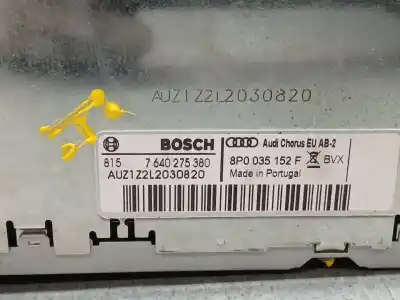 AUZ1Z2L2030820
BOSCH Audi Chorus EU AB-2
815 7 640 275 380 8P0 035 152 F BVX
AUZ1Z2L2030820 Made in Portugal